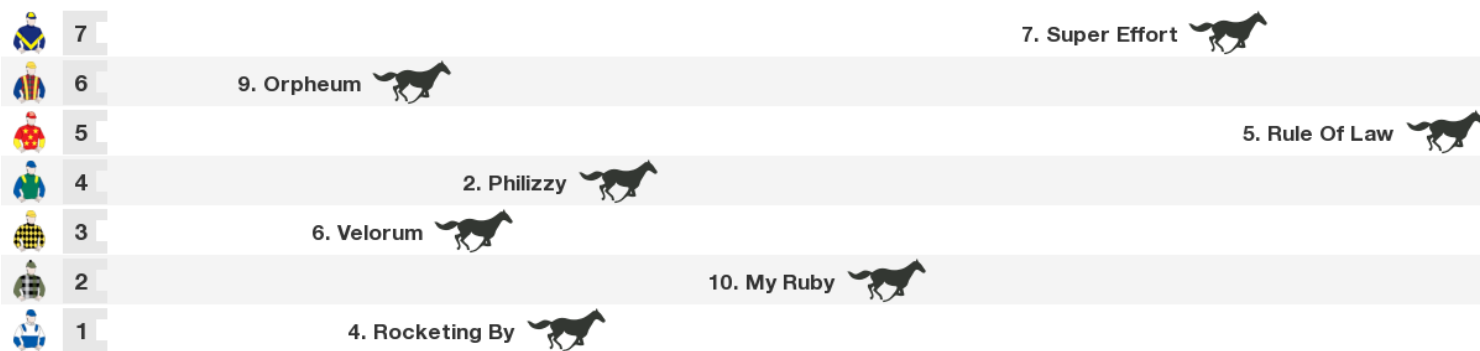 7 7. Super Effort
6 9. Orpheum
5 5. Rule Of Law
4 2. Philizzy
3 6. Velorum
2 10. My Ruby
1 4. Rocketing By